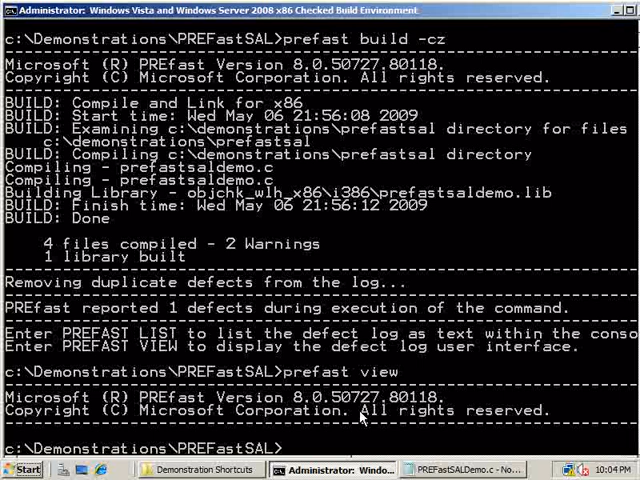 Administrator: Windows Vista and Windows Server 2008 x86 Checked Build Environment
c:\Demonstrations\PREFastSAL>prefast build -cz
Microsoft (R) PREfast Version 8.0.50727.80118.
Copyright (C) Microsoft Corporation. All rights reserved.
BUILD: Compile and Link for x86
BUILD: Start time: Wed May 06 21:56:08 2009
BUILD: Examining c:\demonstrations\prefastsal directory for files
c:\demonstrations\prefastsal
BUILD: Compiling c:\demonstrations\prefastsal directory
Compiling - prefastsaldemo.c
Compiling - prefastsaldemo.c
Building Library - objchk_wlh_x86\i386\prefastsaldemo.lib
BUILD: Finish time: Wed May 06 21:56:12 2009
BUILD: Done
4 files compiled - 2 Warnings
1 library built
Removing duplicate defects from the log...
PREfast reported 1 defects during execution of the command.
Enter PREFAST LIST to list the defect log as text within the conso
Enter PREFAST VIEW to display the defect log user interface.
c:\Demonstrations\PREFastSAL>prefast view
Microsoft (R) PREfast Version 8.0.50727.80118.
Copyright (C) Microsoft Corporation. All rights reserved.
c:\Demonstrations\PREFastSAL>
Start Demonstration Shortcuts Administrator: Windo... PREFastSALDemo.c - No... 10:04 PM